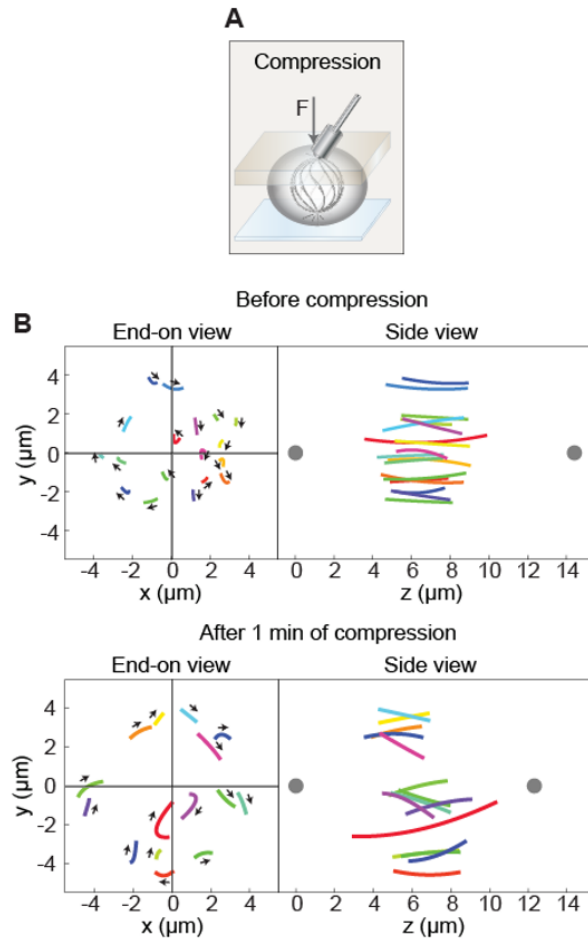 A
Compression
F
B
Before compression
End-on view
Side view
4
2
0
-2
-4
y (µm)
-4 -2 0 2 4
x (µm)
0 2 4 6 8 10 12 14
z (µm)
After 1 min of compression
End-on view
Side view
4
2
0
-2
-4
y (µm)
-4 -2 0 2 4
x (µm)
0 2 4 6 8 10 12 14
z (µm)